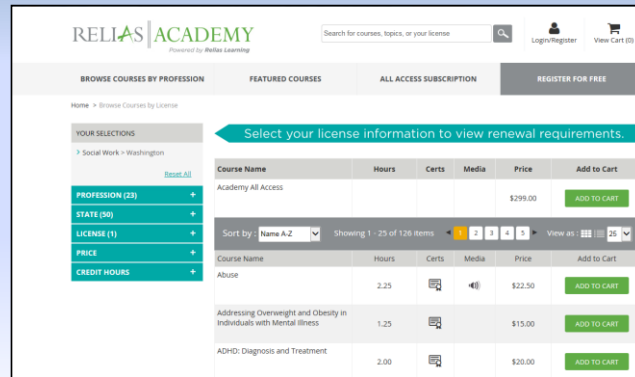 RELIAS ACADEMY
Powered by Relias Learning
Search for courses, topics, or your license
Login/Register
View Cart (0)
BROWSE COURSES BY PROFESSION
FEATURED COURSES
ALL ACCESS SUBSCRIPTION
REGISTER FOR FREE
Home > Browse Courses by License
YOUR SELECTIONS
> Social Work > Washington
Reset All
PROFESSION (23) +
STATE (50) +
LICENSE (1) +
PRICE +
CREDIT HOURS +
Select your license information to view renewal requirements.
Course Name Hours Certs Media Price Add to Cart
Academy All Access $299.00 ADD TO CART
Sort by : Name A-Z Showing 1 - 25 of 126 items 1 2 3 4 5 View as : 25
Course Name Hours Certs Media Price Add to Cart
Abuse 2.25 $22.50 ADD TO CART
Addressing Overweight and Obesity in
Individuals with Mental Illness 1.25 $15.00 ADD TO CART
ADHD: Diagnosis and Treatment 2.00 $20.00 ADD TO CART